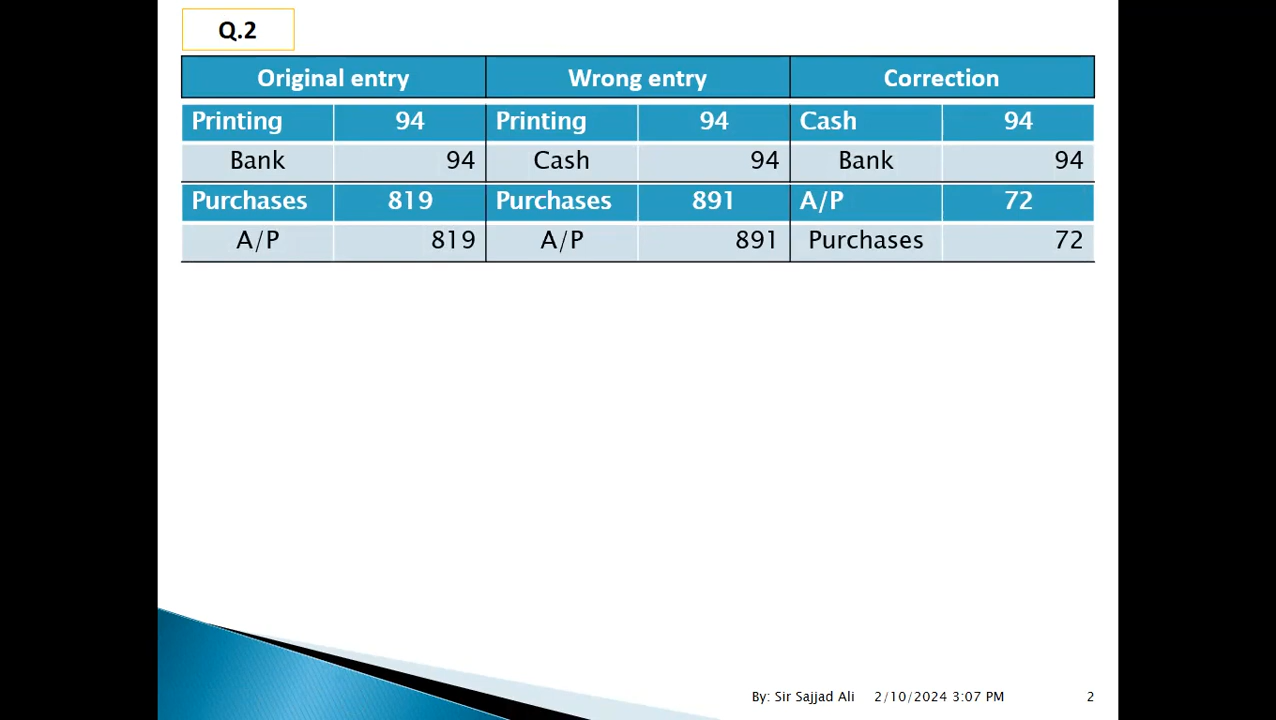 Q.2
Original entry Wrong entry Correction
Printing 94 Printing 94 Cash 94
Bank 94 Cash 94 Bank 94
Purchases 819 Purchases 891 A/P 72
A/P 819 A/P 891 Purchases 72
By: Sir Sajjad Ali 2/10/2024 3:07 PM 2